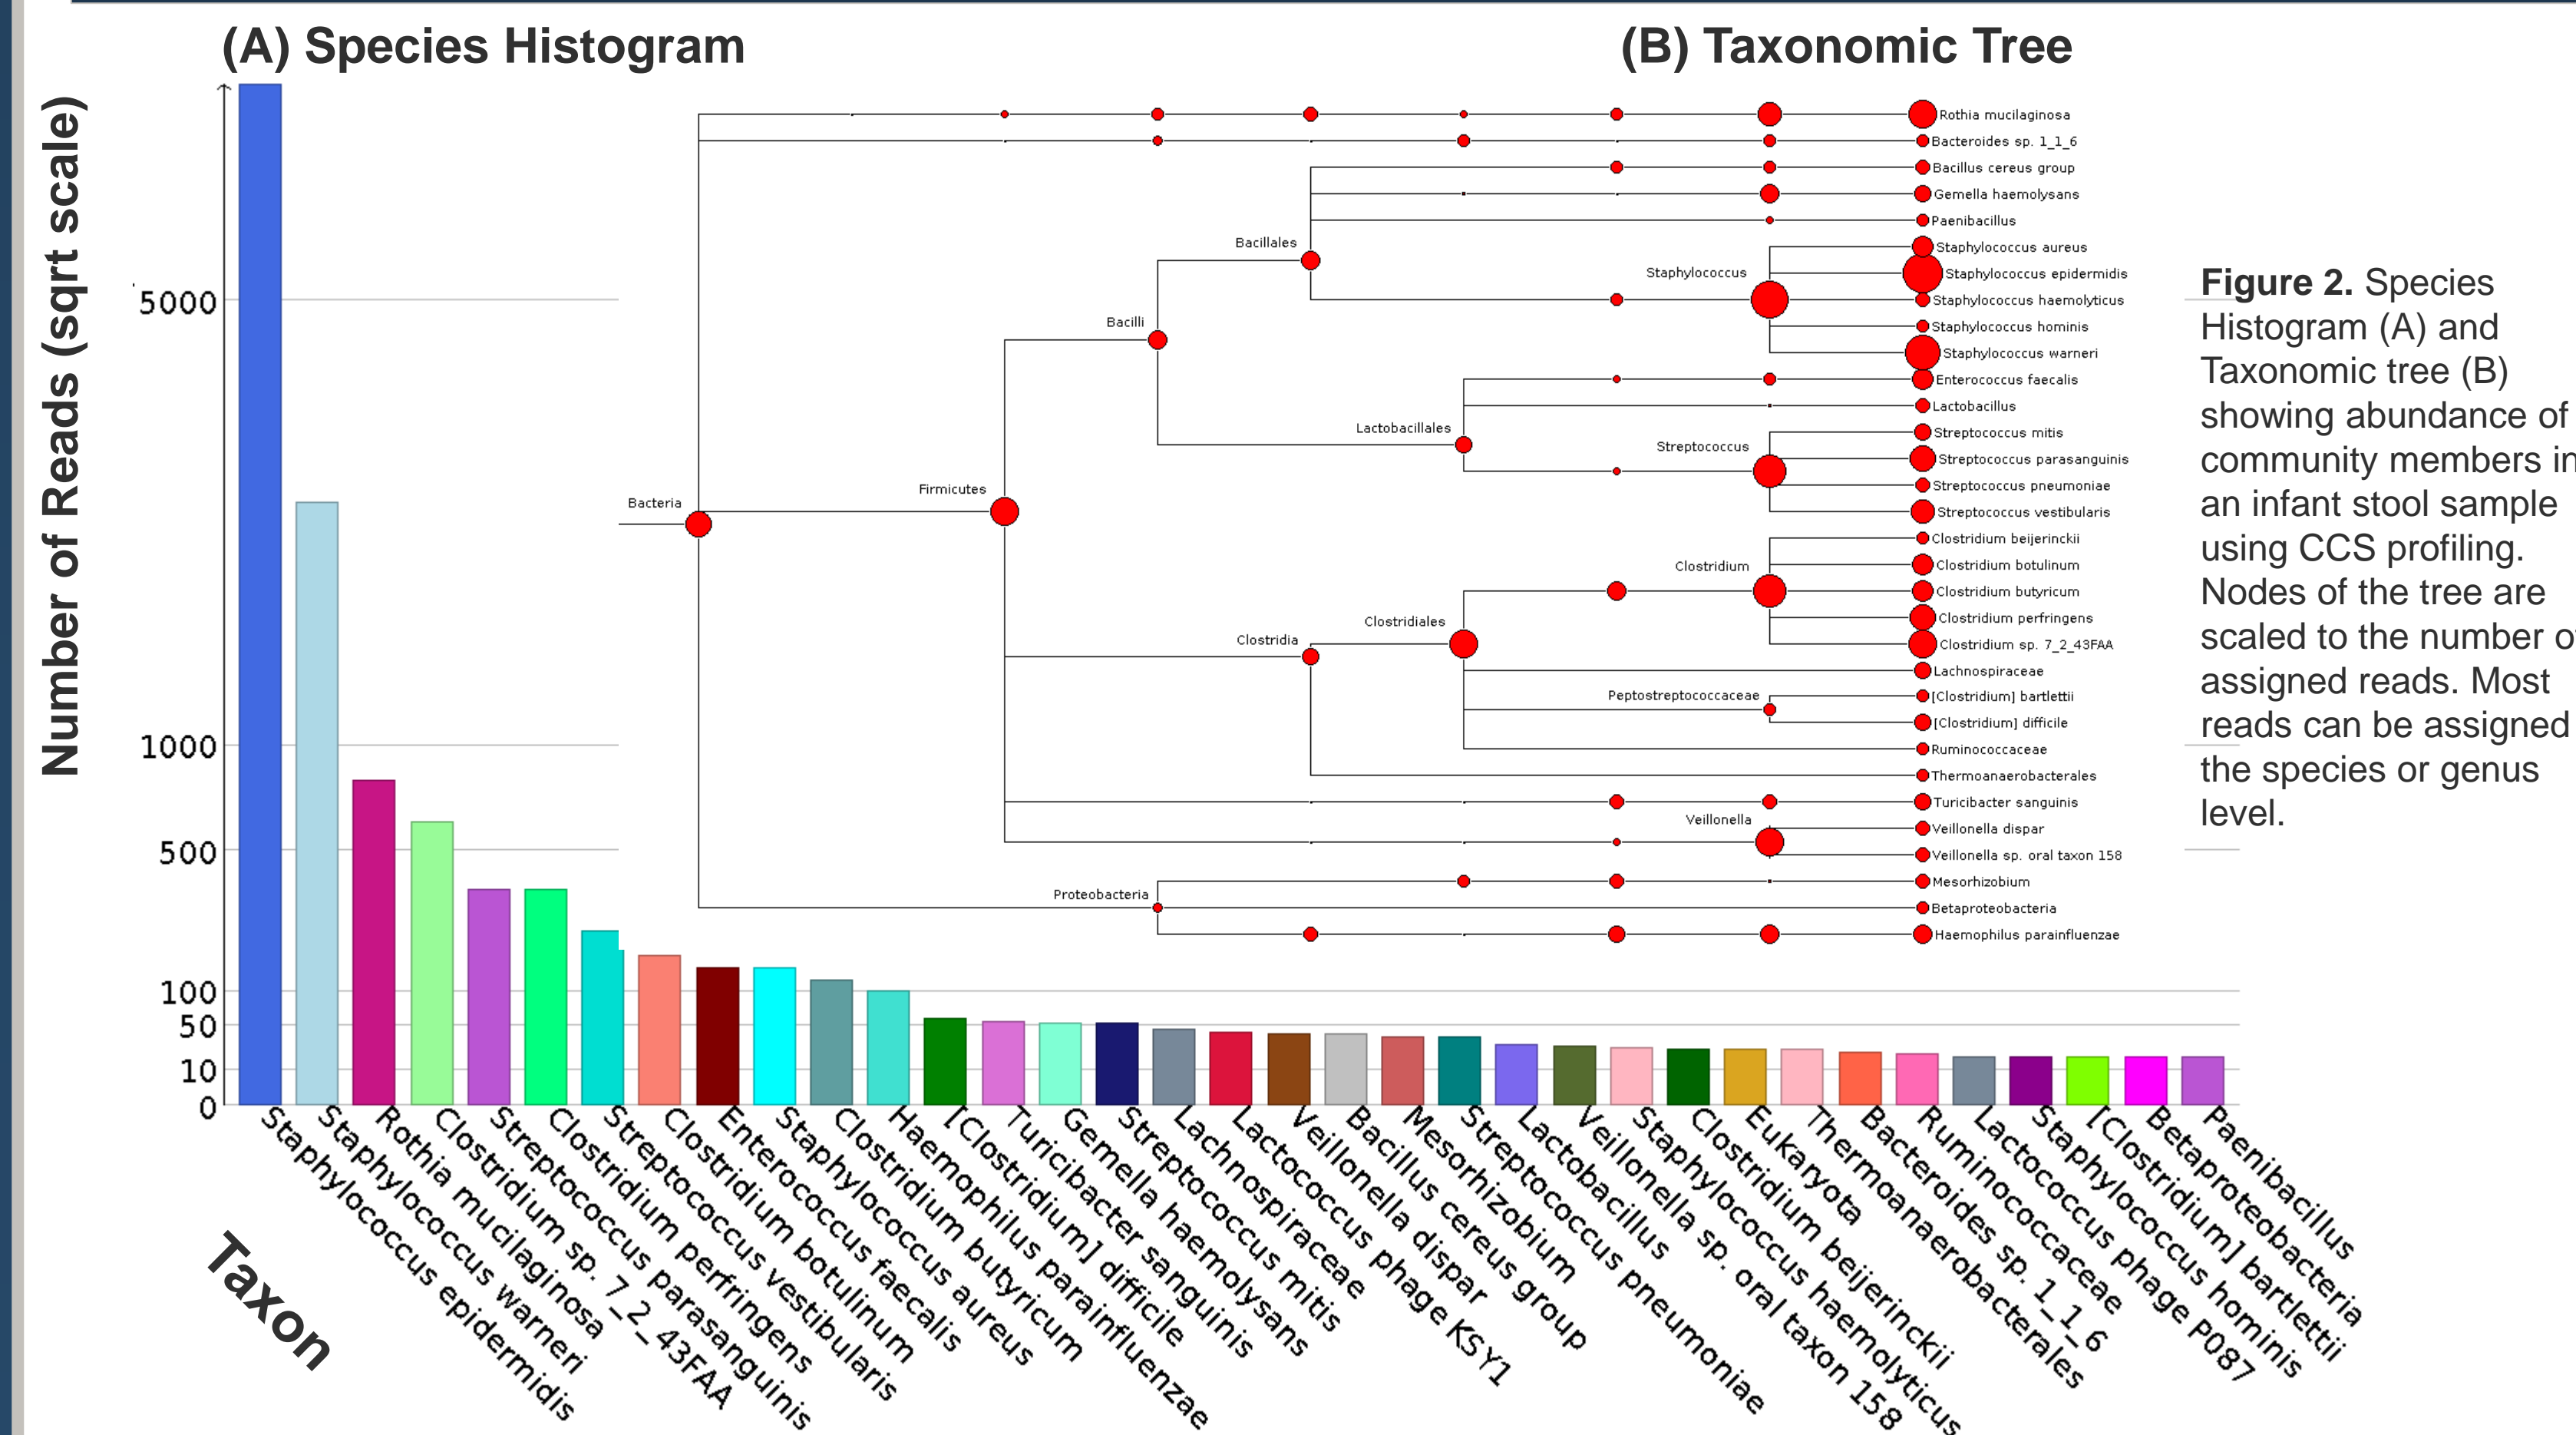 (A) Species Histogram
(B) Taxonomic Tree
Number of Reads (sqrt scale)
5000
1000
500
100
50
10
0
Staphylococcus epidermidis
Staphylococcus warneri
Rothia mucilaginosa
Clostridium sp. 7_2_43FAA
Streptococcus parasanguinis
Clostridium perfringens
Streptococcus vestibularis
Clostridium botulinum
Enterococcus faecalis
Staphylococcus aureus
Clostridium butyricum
Haemophilus parainfluenzae
[Clostridium] difficile
Turicibacter sanguinis
Gemella haemolysans
Streptococcus mitis
Lachnospiraceae
Lactococcus phage KSY1
Veillonella dispar
Bacillus cereus group
Mesorhizobium
Streptococcus pneumoniae
Lactobacillus
Veillonella sp. oral taxon 158
Staphylococcus haemolyticus
Clostridium beijerinckii
Eukaryota
Thermoanaerobacterales
Bacteroides sp. 1_1_6
Ruminococcaceae
Lactococcus phage P087
Staphylococcus hominis
[Clostridium] bartlettii
Betaproteobacteria
Paenibacillus
Taxon
Bacteria
Firmicutes
Bacilli
Bacillales
Staphylococcus
Lactobacillales
Streptococcus
Clostridia
Clostridiales
Clostridium
Peptostreptococcaceae
Veillonella
Proteobacteria
Rothia mucilaginosa
Bacteroides sp. 1_1_6
Bacillus cereus group
Gemella haemolysans
Paenibacillus
Staphylococcus aureus
Staphylococcus epidermidis
Staphylococcus haemolyticus
Staphylococcus hominis
Staphylococcus warneri
Enterococcus faecalis
Lactobacillus
Streptococcus mitis
Streptococcus parasanguinis
Streptococcus pneumoniae
Streptococcus vestibularis
Clostridium beijerinckii
Clostridium botulinum
Clostridium butyricum
Clostridium perfringens
Clostridium sp. 7_2_43FAA
Lachnospiraceae
[Clostridium] bartlettii
[Clostridium] difficile
Ruminococcaceae
Thermoanaerobacterales
Turicibacter sanguinis
Veillonella dispar
Veillonella sp. oral taxon 158
Mesorhizobium
Betaproteobacteria
Haemophilus parainfluenzae
Figure 2. Species
Histogram (A) and
Taxonomic tree (B)
showing abundance of
community members in
an infant stool sample
using CCS profiling.
Nodes of the tree are
scaled to the number
assigned reads. Most
reads can be assigned
the species or genus
level.